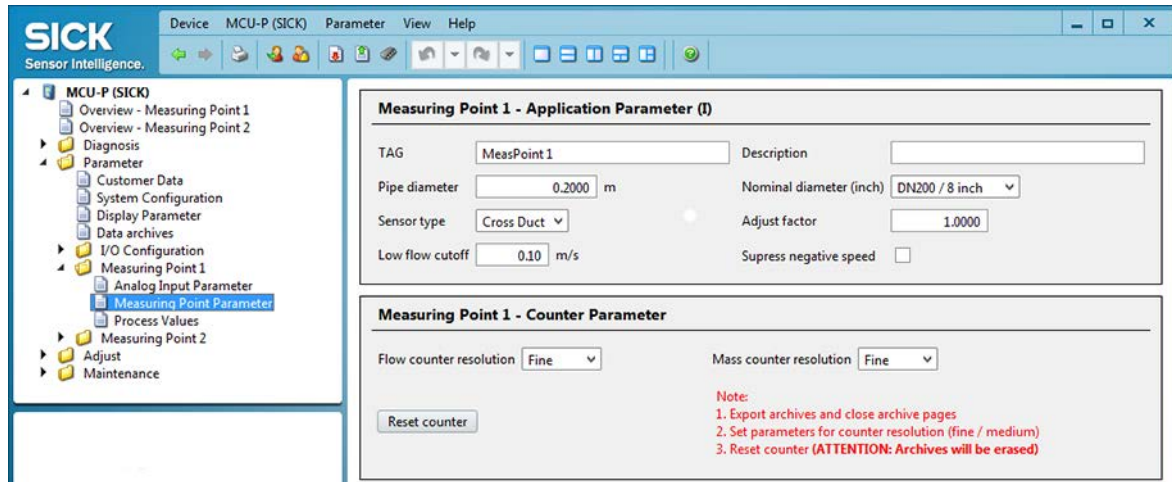 SICK
Sensor Intelligence.
Device MCU-P (SICK) Parameter View Help
MCU-P (SICK)
Overview - Measuring Point 1
Overview - Measuring Point 2
Diagnosis
Parameter
Customer Data
System Configuration
Display Parameter
Data archives
I/O Configuration
Measuring Point 1
Analog Input Parameter
Measuring Point Parameter
Process Values
Measuring Point 2
Adjust
Maintenance
Measuring Point 1 - Application Parameter (I)
TAG MeasPoint 1 Description
Pipe diameter 0.2000 m Nominal diameter (inch) DN200 / 8 inch
Sensor type Cross Duct Adjust factor 1.0000
Low flow cutoff 0.10 m/s Supress negative speed
Measuring Point 1 - Counter Parameter
Flow counter resolution Fine Mass counter resolution Fine
Reset counter
Note:
1. Export archives and close archive pages
2. Set parameters for counter resolution (fine / medium)
3. Reset counter (ATTENTION: Archives will be erased)